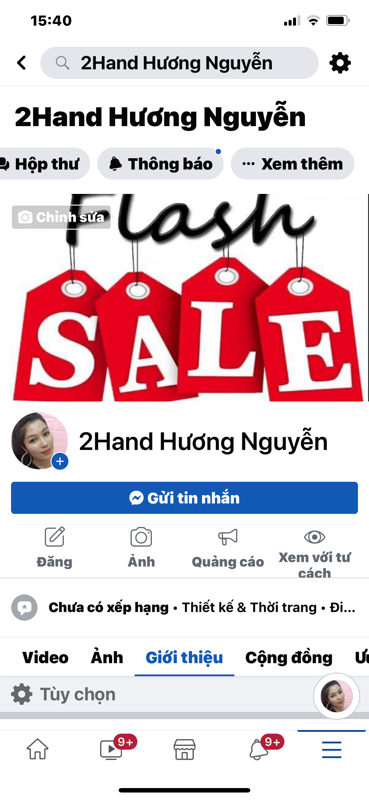 15:40
2Hand Hương Nguyễn
2Hand Hương Nguyễn
Hộp thư
Thông báo
··· Xem thêm
Chỉnh sửa
Flash
SALE
2Hand Hương Nguyễn
Gửi tin nhắn
Đăng
Ảnh
Quảng cáo
Xem với tư
cách
Chưa có xếp hạng • Thiết kế & Thời trang • Đi...
Video Ảnh Giới thiệu Cộng đồng Ưu
Tùy chọn
9+
9+